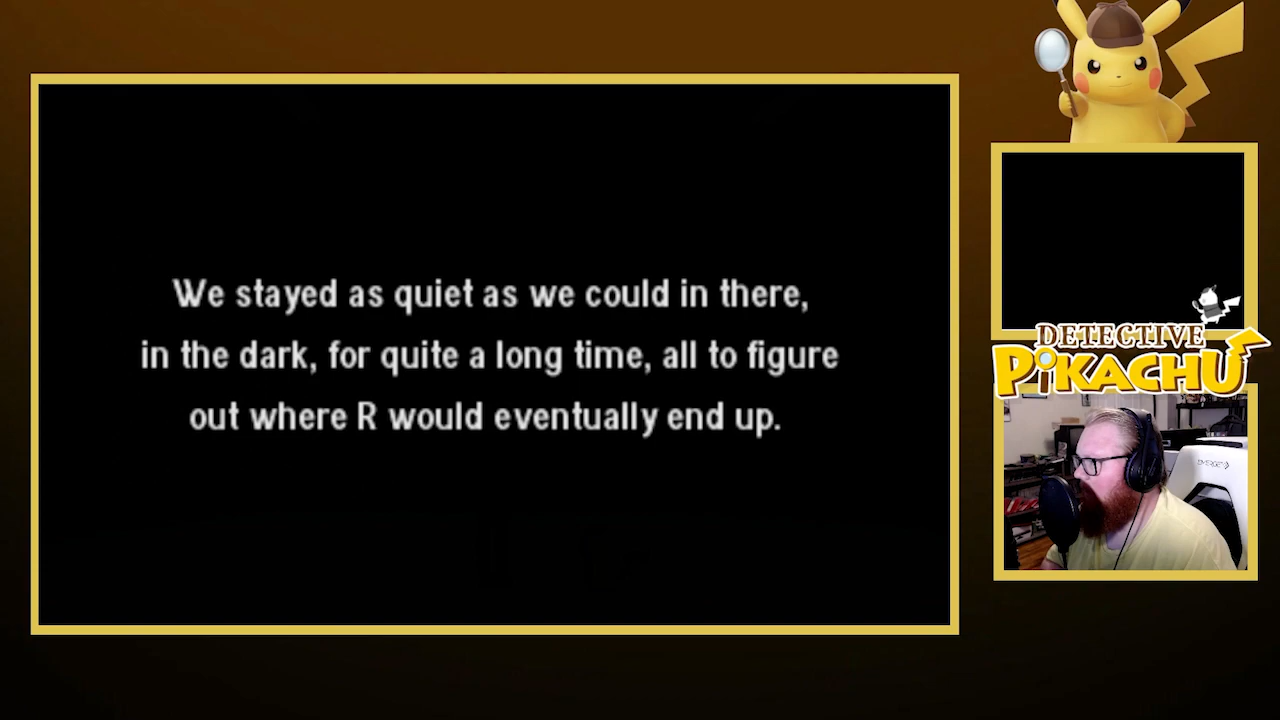 We stayed as quiet as we could in there,
in the dark, for quite a long time, all to figure
out where R would eventually end up.
DETECTIVE
PiKACHU